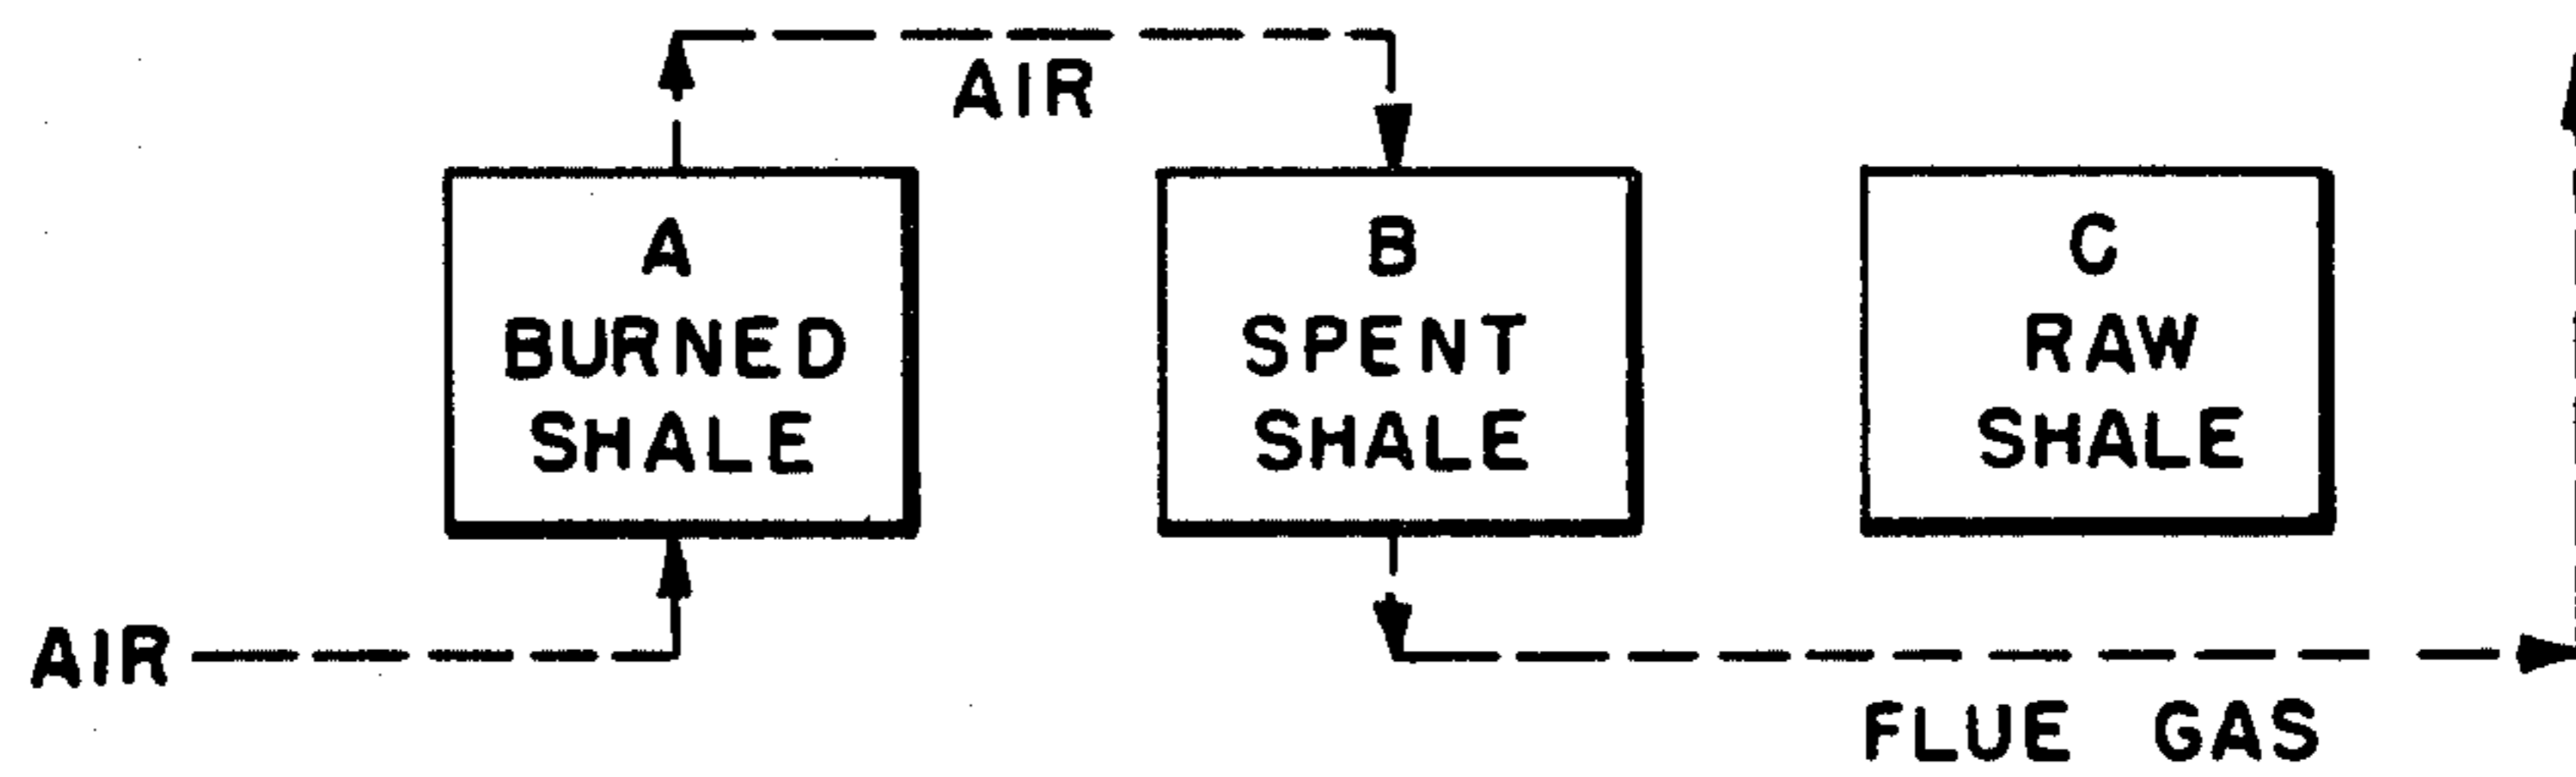 AIR
A
BURNED
SHALE
B
SPENT
SHALE
C
RAW
SHALE
AIR
FLUE GAS